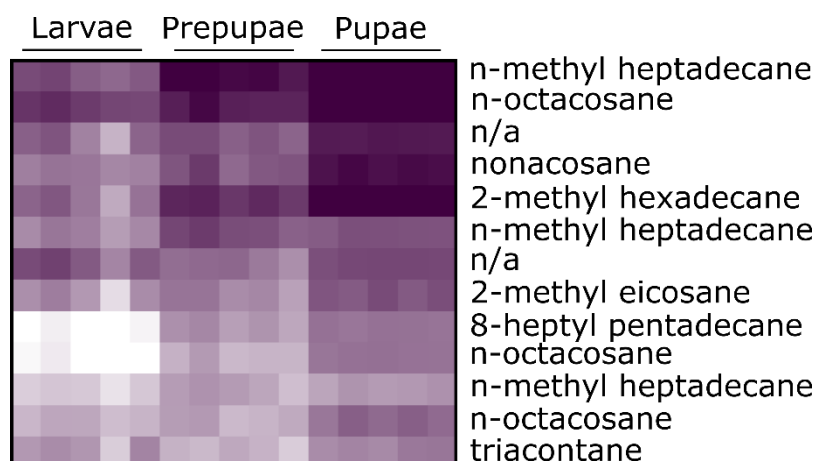 Larvae Prepupae Pupae
n-methyl heptadecane
n-octacosane
n/a
nonacosane
2-methyl hexadecane
n-methyl heptadecane
n/a
2-methyl eicosane
8-heptyl pentadecane
n-octacosane
n-methyl heptadecane
n-octacosane
triacontane